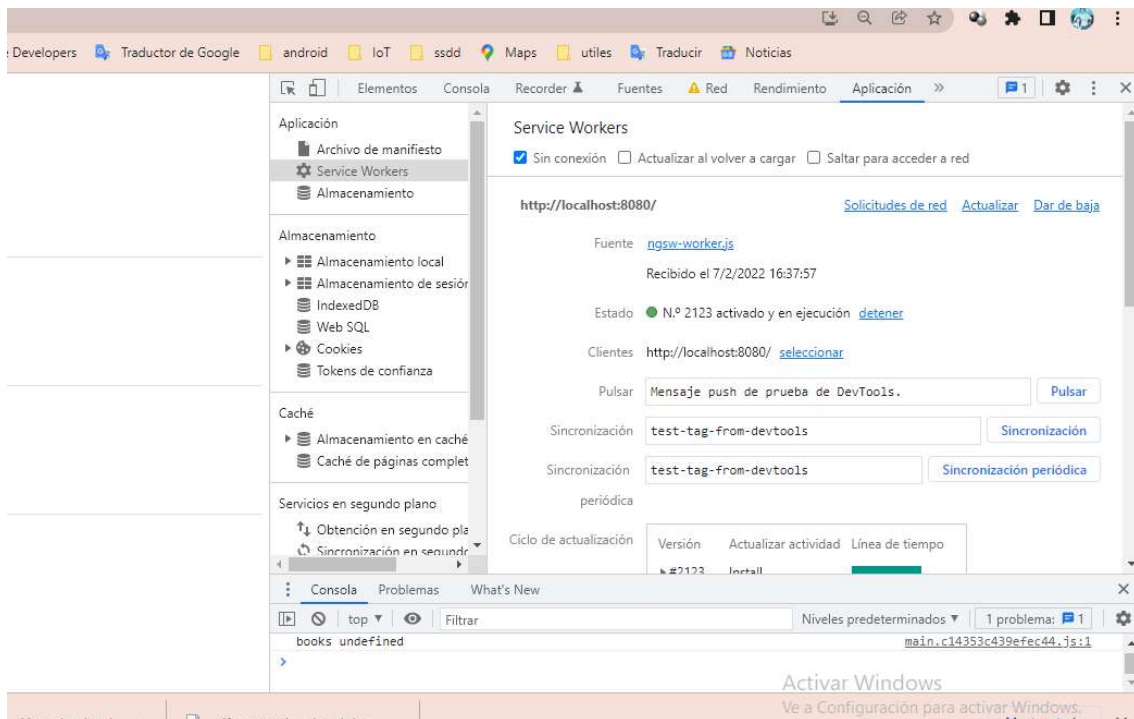 Developers Traductor de Google android IoT ssdd Maps utiles Traducir Noticias
Elementos Consola Recorder Fuentes Red Rendimiento Aplicación » 1
Aplicación
Archivo de manifiesto
Service Workers
Almacenamiento
Almacenamiento
Almacenamiento local
Almacenamiento de sesión
IndexedDB
Web SQL
Cookies
Tokens de confianza
Caché
Almacenamiento en caché
Caché de páginas complet
Servicios en segundo plano
Obtención en segundo pla
Sincronización en segundo
Service Workers
Sin conexión Actualizar al volver a cargar Saltar para acceder a red
http://localhost:8080/ Solicitudes de red Actualizar Dar de baja
Fuente ngsw-worker.js
Recibido el 7/2/2022 16:37:57
Estado N.º 2123 activado y en ejecución detener
Clientes http://localhost:8080/ seleccionar
Pulsar Mensaje push de prueba de DevTools. Pulsar
Sincronización test-tag-from-devtools Sincronización
Sincronización periódica test-tag-from-devtools Sincronización periódica
Ciclo de actualización Versión Actualizar actividad Línea de tiempo
#2123 Install
Consola Problemas What's New
top Filtrar Niveles predeterminados 1 problema: 1
books undefined main.c14353c439efec44.js:1
>
Activar Windows
Ve a Configuración para activar Windows.